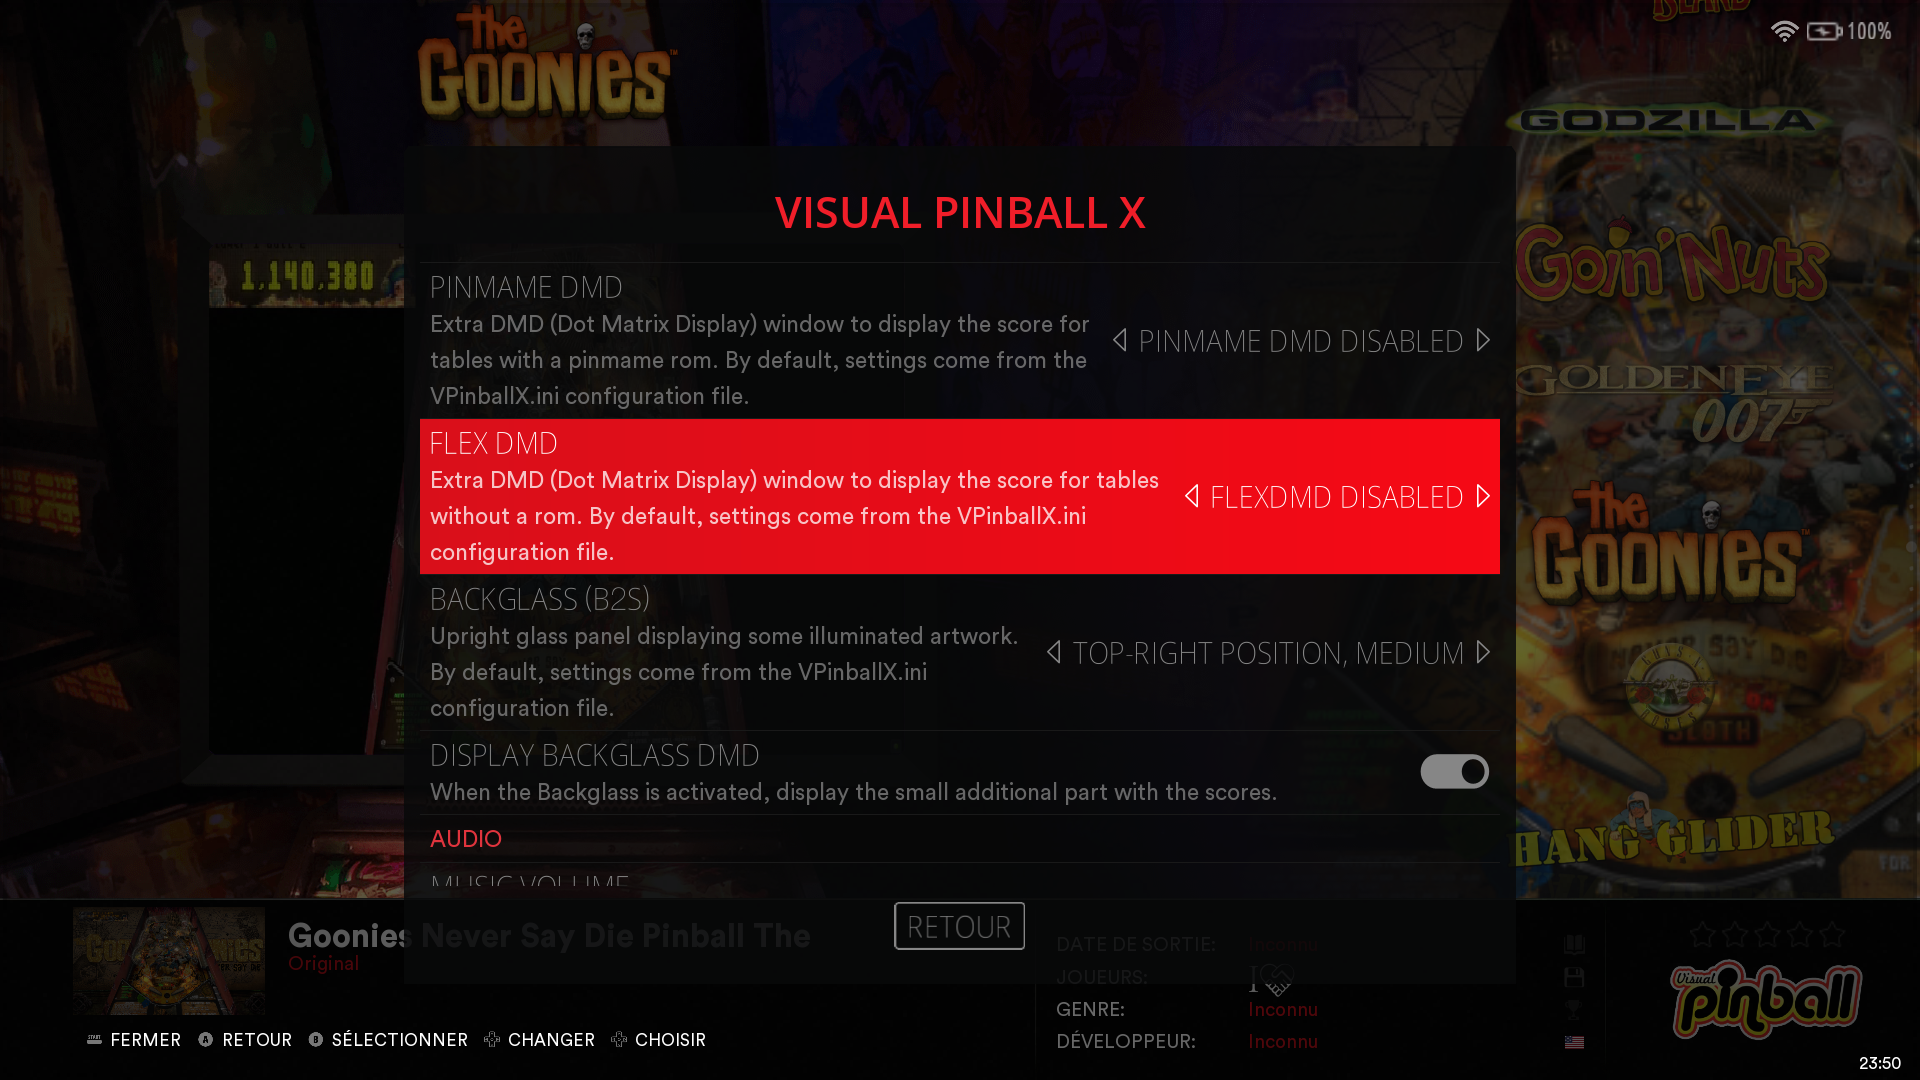 the
GOONIES™
100%
GODZILLA
VISUAL PINBALL X
1,140,380
PINMAME DMD
Extra DMD (Dot Matrix Display) window to display the score for
tables with a pinmame rom. By default, settings come from the
VPinballX.ini configuration file.
PINMAME DMD DISABLED
Goin' Nuts
GOLDENEYE
007
FLEX DMD
Extra DMD (Dot Matrix Display) window to display the score for tables
without a rom. By default, settings come from the VPinballX.ini
configuration file.
FLEXDMD DISABLED
the
GOONIES™
BACKGLASS (B2S)
Upright glass panel displaying some illuminated artwork.
By default, settings come from the VPinballX.ini
configuration file.
TOP-RIGHT POSITION, MEDIUM
SLOTH
DISPLAY BACKGLASS DMD
When the Backglass is activated, display the small additional part with the scores.
HANG GLIDER
AUDIO
MUSIC VOLUME
RETOUR
Goonies Never Say Die Pinball The
Original
DATE DE SORTIE: Inconnu
JOUEURS: 1
GENRE: Inconnu
DÉVELOPPEUR: Inconnu
Visual
pinball
START FERMER A RETOUR B SÉLECTIONNER CHANGER CHOISIR
23:50